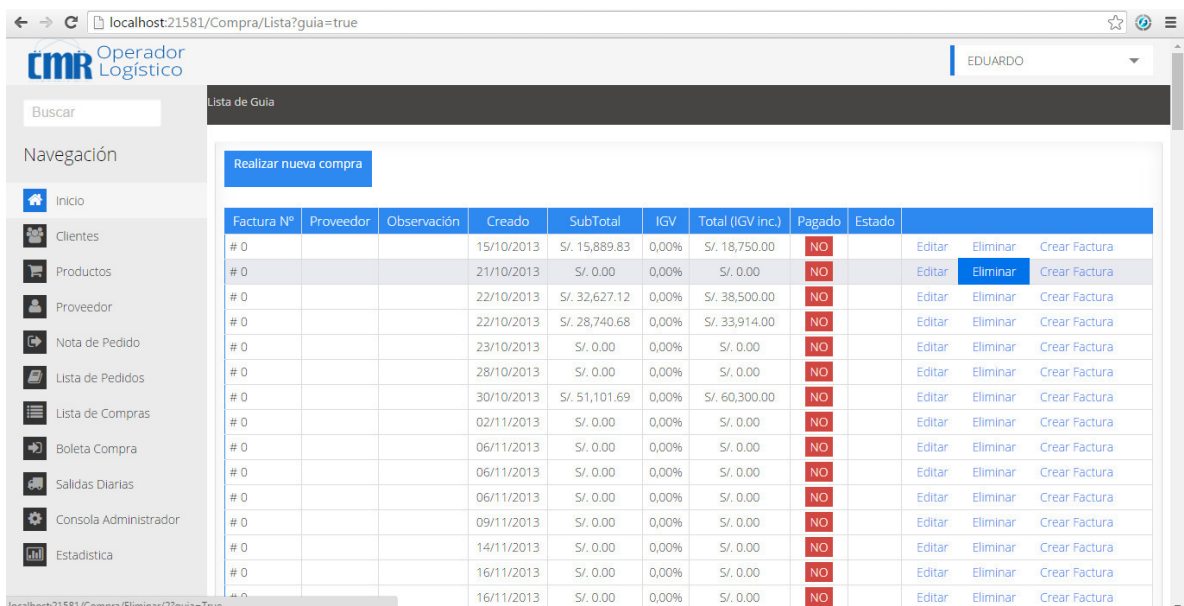 localhost:21581/Compra/Lista?guia=true
CMR Operador Logístico
EDUARDO
Buscar
Lista de Guia
Navegación
Inicio
Clientes
Productos
Proveedor
Nota de Pedido
Lista de Pedidos
Lista de Compras
Boleta Compra
Salidas Diarias
Consola Administrador
Estadistica
Realizar nueva compra
Factura Nº Proveedor Observación Creado SubTotal IGV Total (IGV inc.) Pagado Estado
# 0 15/10/2013 S/. 15,889.83 0,00% S/. 18,750.00 NO Editar Eliminar Crear Factura
# 0 21/10/2013 S/. 0.00 0,00% S/. 0.00 NO Editar Eliminar Crear Factura
# 0 22/10/2013 S/. 32,627.12 0,00% S/. 38,500.00 NO Editar Eliminar Crear Factura
# 0 22/10/2013 S/. 28,740.68 0,00% S/. 33,914.00 NO Editar Eliminar Crear Factura
# 0 23/10/2013 S/. 0.00 0,00% S/. 0.00 NO Editar Eliminar Crear Factura
# 0 28/10/2013 S/. 0.00 0,00% S/. 0.00 NO Editar Eliminar Crear Factura
# 0 30/10/2013 S/. 51,101.69 0,00% S/. 60,300.00 NO Editar Eliminar Crear Factura
# 0 02/11/2013 S/. 0.00 0,00% S/. 0.00 NO Editar Eliminar Crear Factura
# 0 06/11/2013 S/. 0.00 0,00% S/. 0.00 NO Editar Eliminar Crear Factura
# 0 06/11/2013 S/. 0.00 0,00% S/. 0.00 NO Editar Eliminar Crear Factura
# 0 06/11/2013 S/. 0.00 0,00% S/. 0.00 NO Editar Eliminar Crear Factura
# 0 09/11/2013 S/. 0.00 0,00% S/. 0.00 NO Editar Eliminar Crear Factura
# 0 14/11/2013 S/. 0.00 0,00% S/. 0.00 NO Editar Eliminar Crear Factura
# 0 16/11/2013 S/. 0.00 0,00% S/. 0.00 NO Editar Eliminar Crear Factura
# 0 16/11/2013 S/. 0.00 0,00% S/. 0.00 NO Editar Eliminar Crear Factura